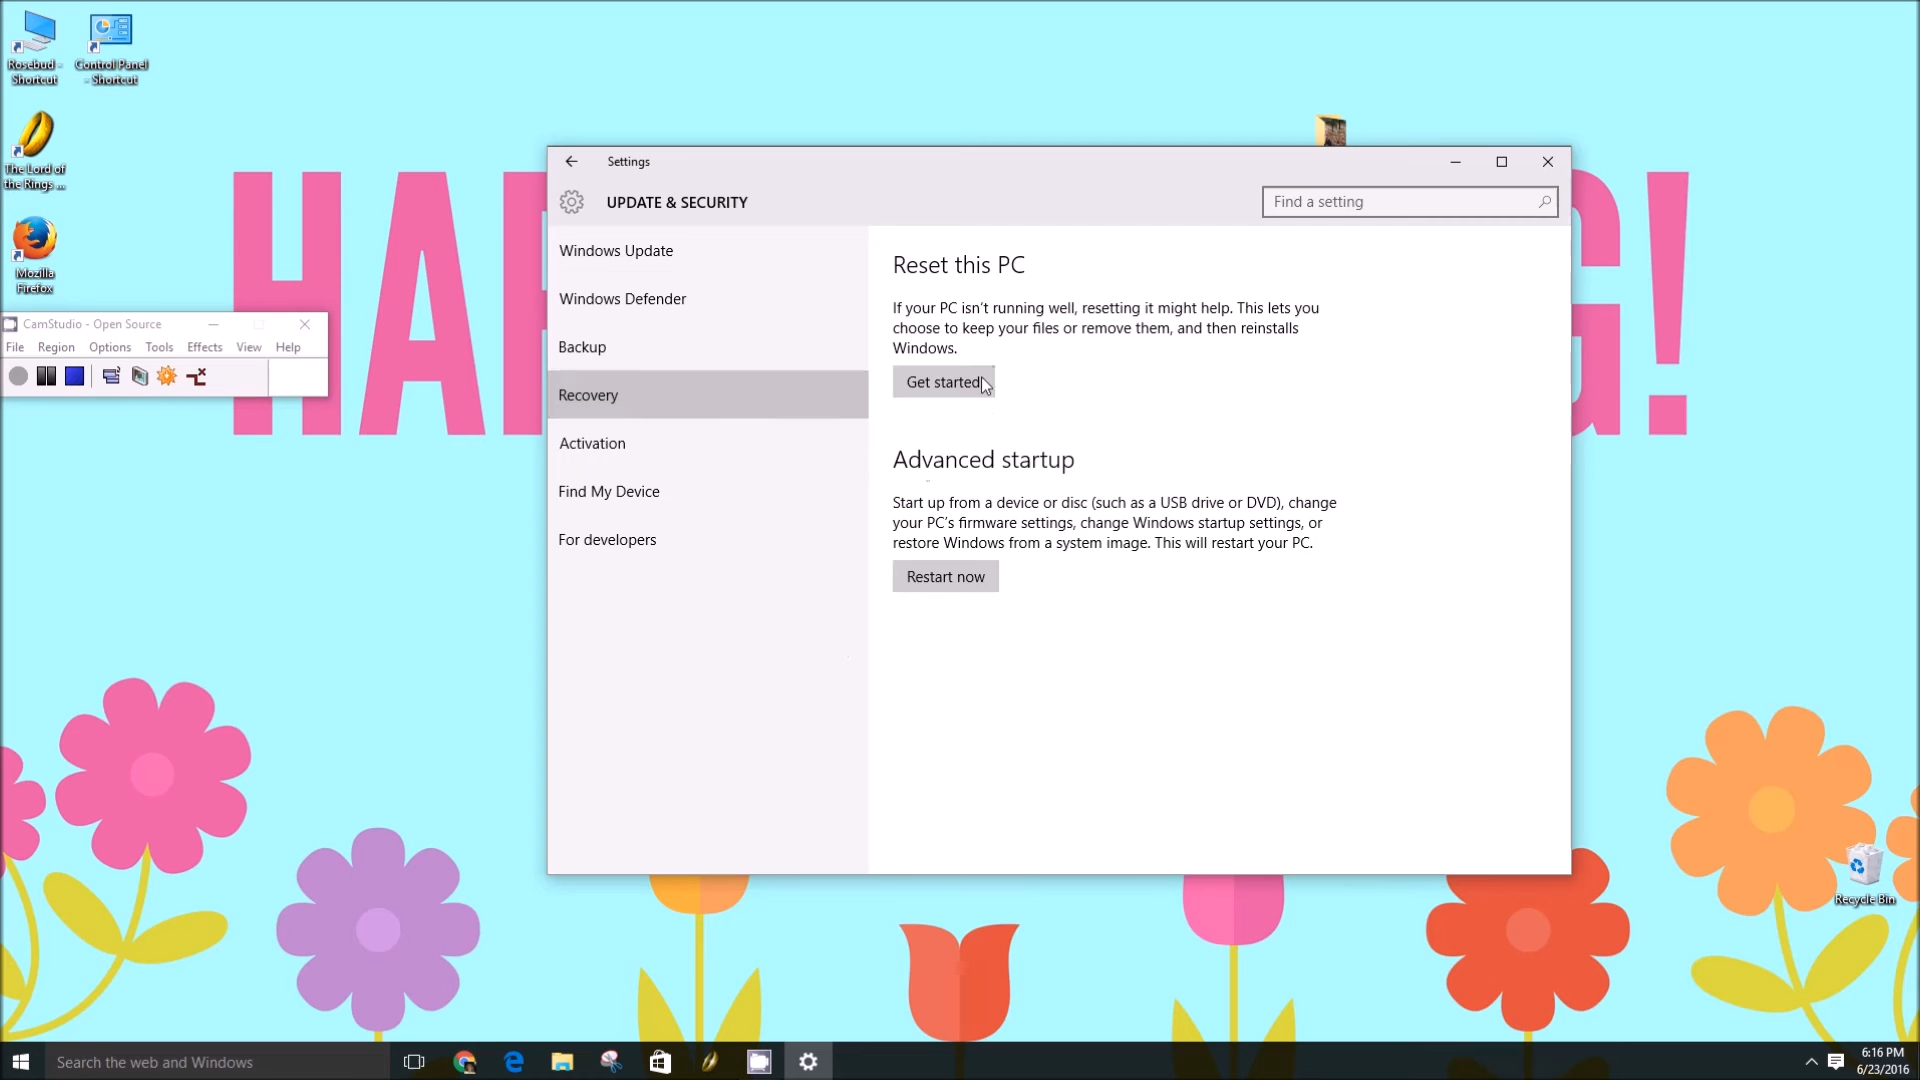 Rosebud -
Shortcut
Control Panel
- Shortcut
The Lord of
the Rings ...
Mozilla
Firefox
CamStudio - Open Source
File Region Options Tools Effects View Help
HAP G!
Settings
UPDATE & SECURITY
Find a setting
Windows Update
Windows Defender
Backup
Recovery
Activation
Find My Device
For developers
Reset this PC
If your PC isn't running well, resetting it might help. This lets you
choose to keep your files or remove them, and then reinstalls
Windows.
Get started
Advanced startup
Start up from a device or disc (such as a USB drive or DVD), change
your PC's firmware settings, change Windows startup settings, or
restore Windows from a system image. This will restart your PC.
Restart now
Recycle Bin
Search the web and Windows
6:16 PM
6/23/2016